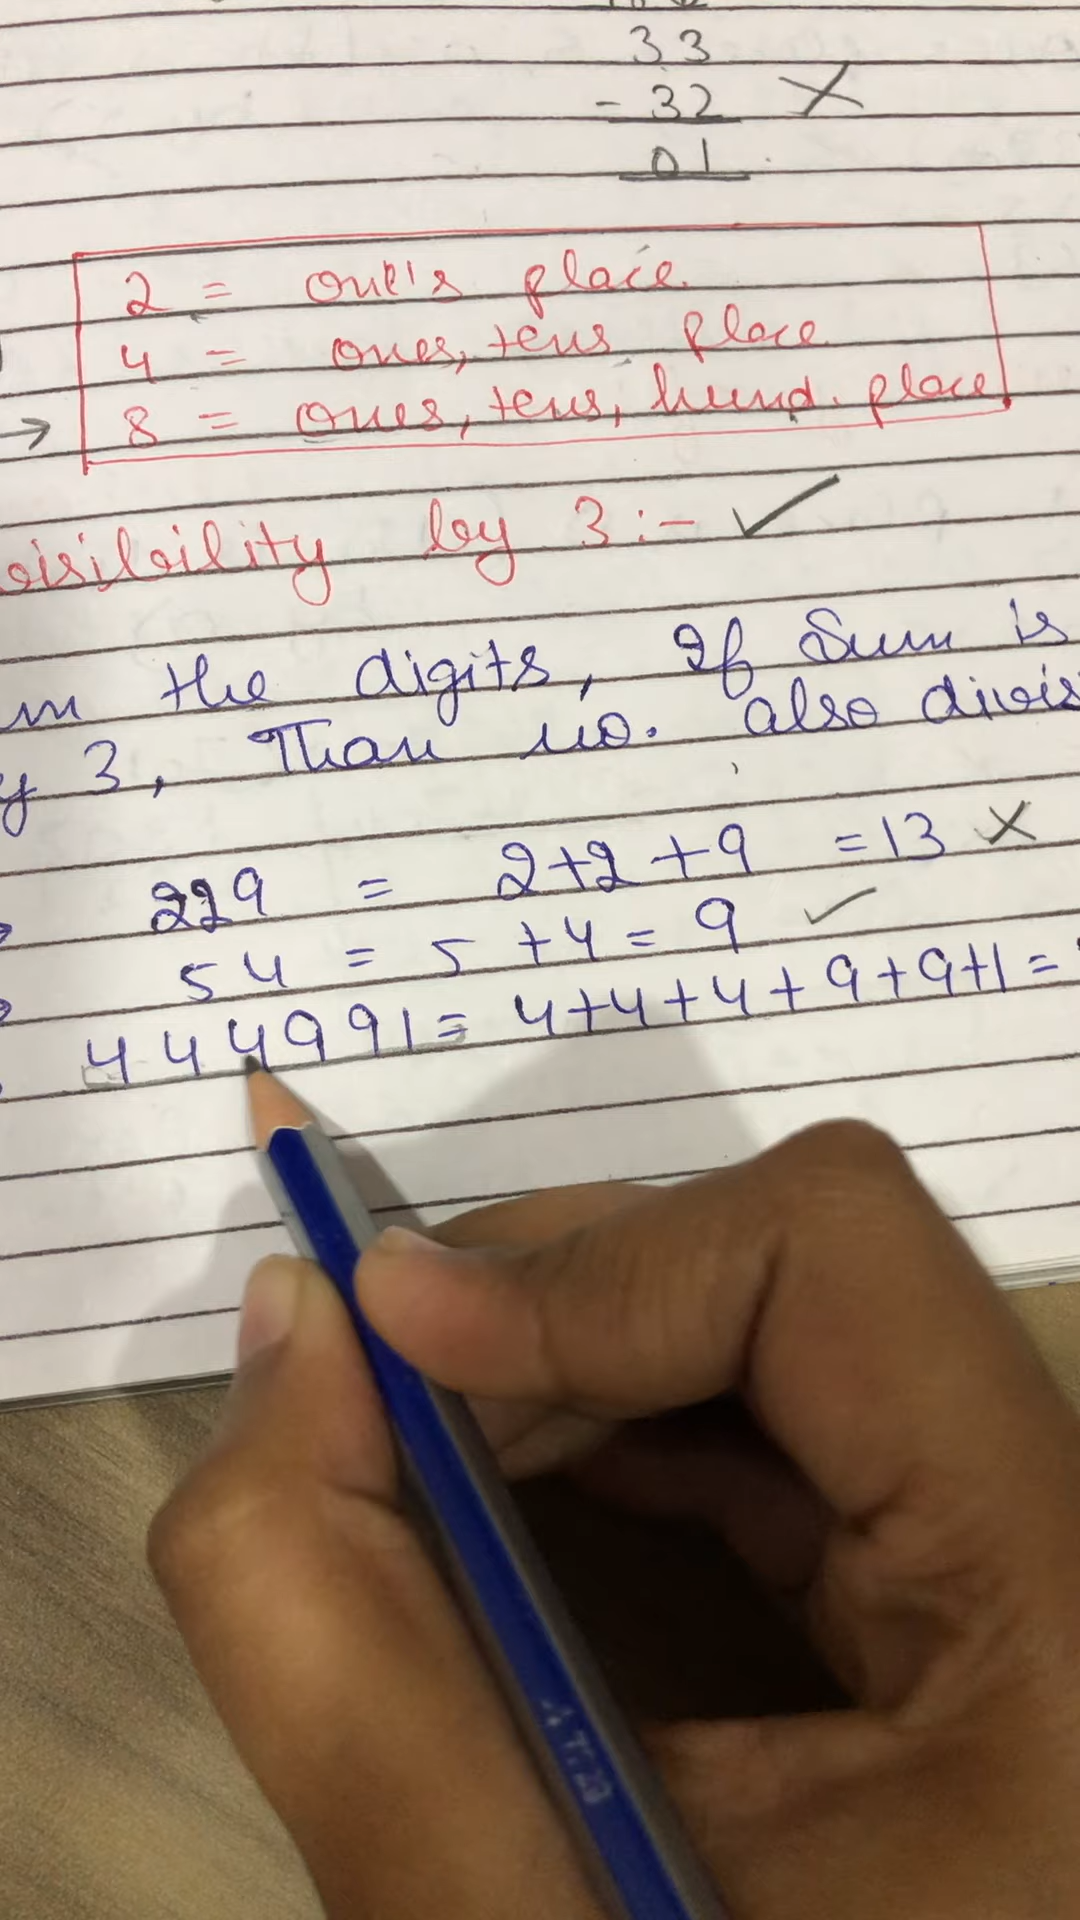 33
- 32 ×
01
2 = one's place
4 = ones, tens place
8 = ones, tens, hund. place
→
by 3 :- ✓
the digits, If Sum is
3, Than no. also
229 = 2+2+9 =13 ×
54 = 5+4= 9 ✓
444991= 4+4+4+9+9+1=